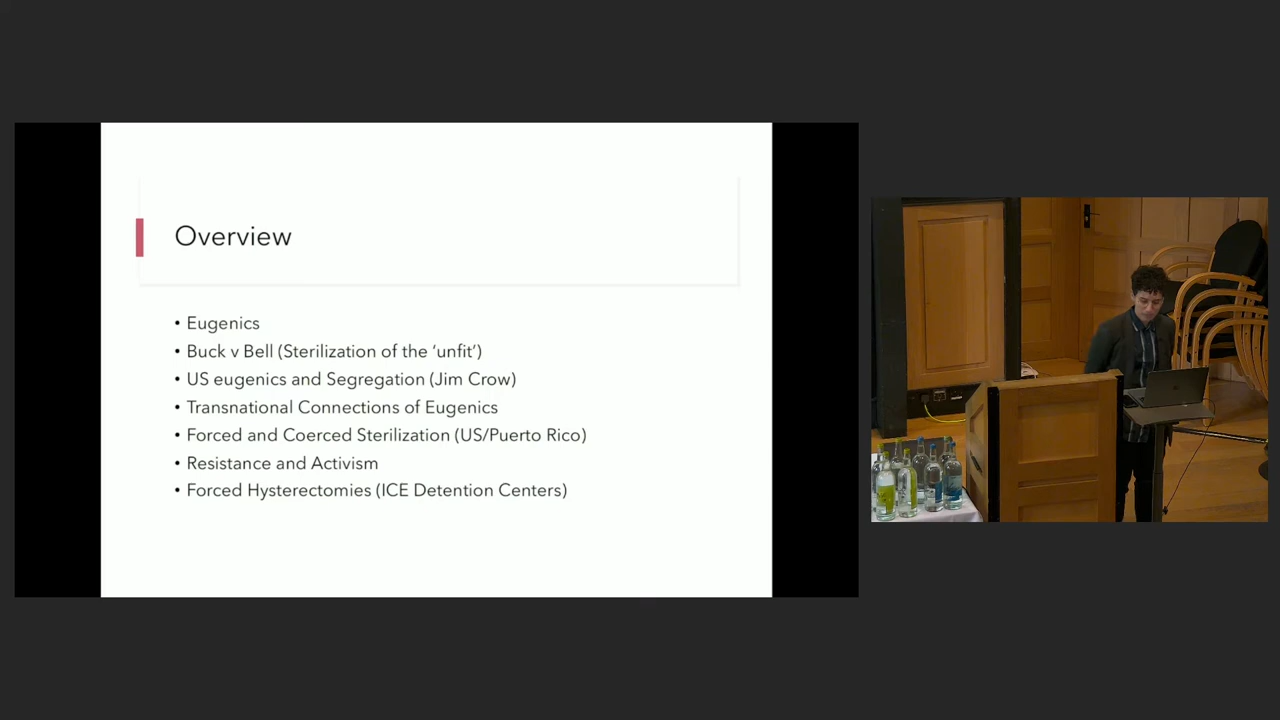 Overview
• Eugenics
• Buck v Bell (Sterilization of the ‘unfit’)
• US eugenics and Segregation (Jim Crow)
• Transnational Connections of Eugenics
• Forced and Coerced Sterilization (US/Puerto Rico)
• Resistance and Activism
• Forced Hysterectomies (ICE Detention Centers)